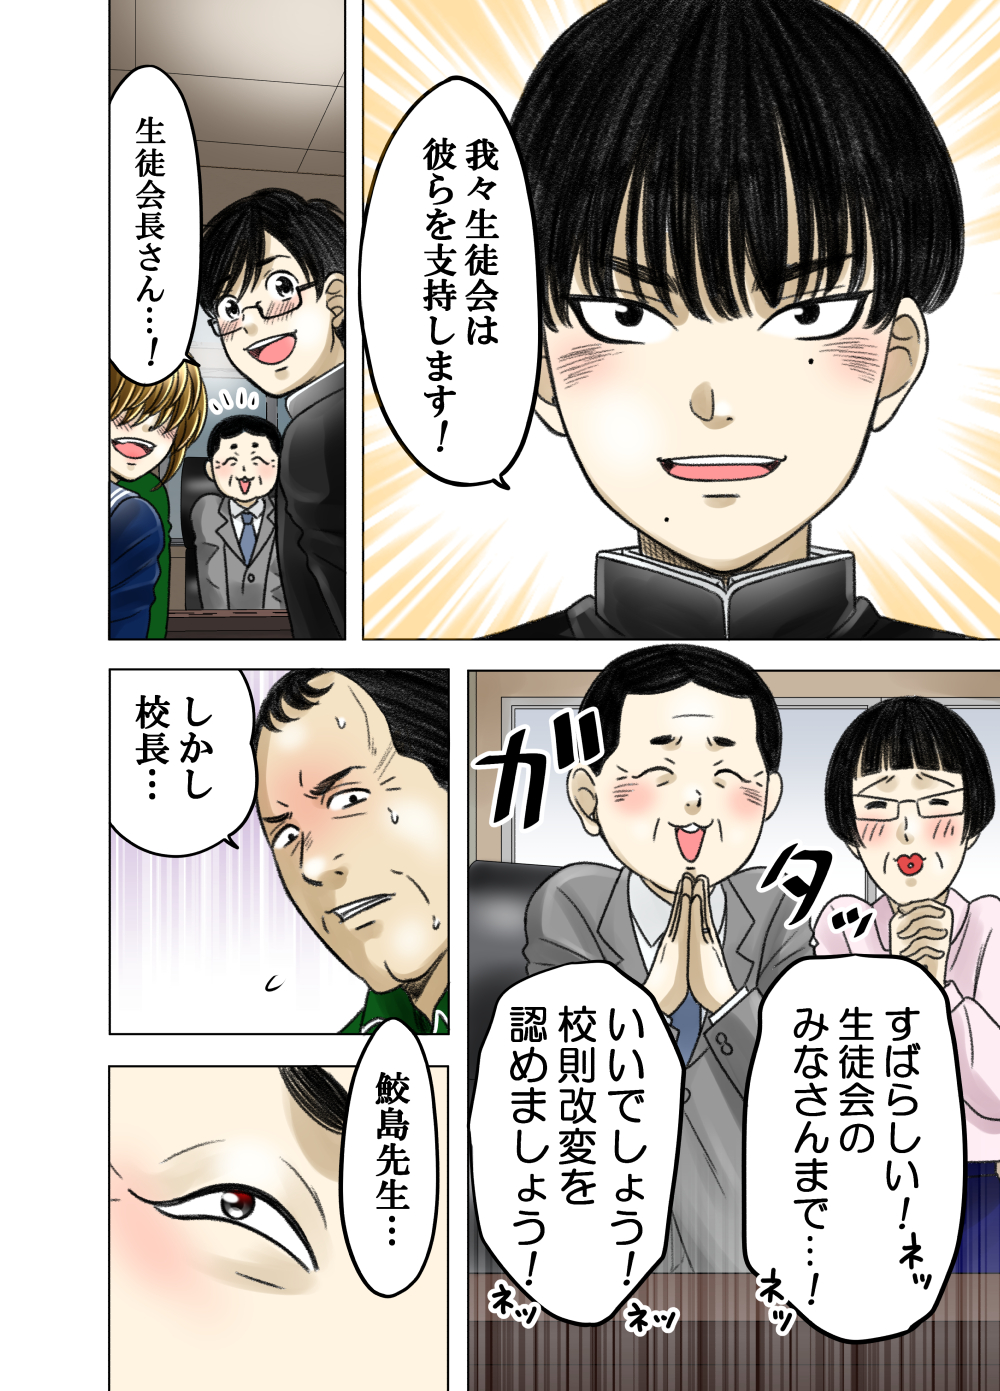 我々生徒会は
彼らを支持します！
生徒会長さん…！
ガ
タッ
すばらしい！
生徒会の
みなさんまで…！
ネッ
ネッ
いいでしょう！
校則改変を
認めましょう！
ネッ
ネッ
しかし
校長…
鮫島先生…